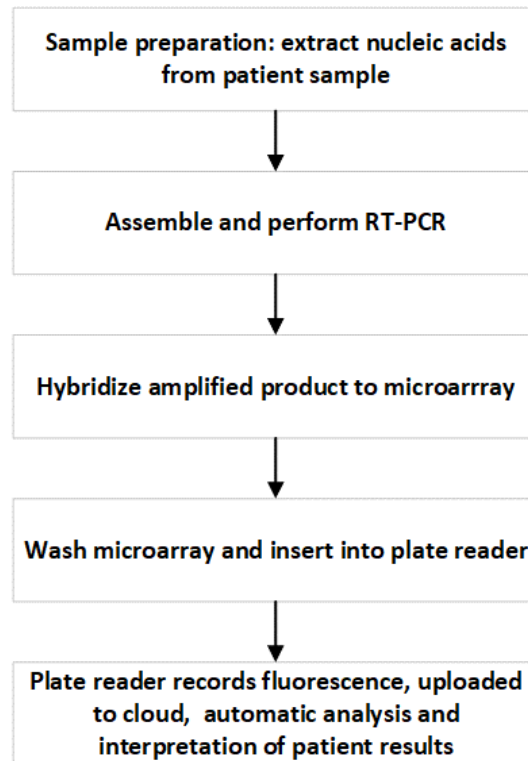 Sample preparation: extract nucleic acids
from patient sample
Assemble and perform RT-PCR
Hybridize amplified product to microarrray
Wash microarray and insert into plate reader
Plate reader records fluorescence, uploaded
to cloud,  automatic analysis and
interpretation of patient results